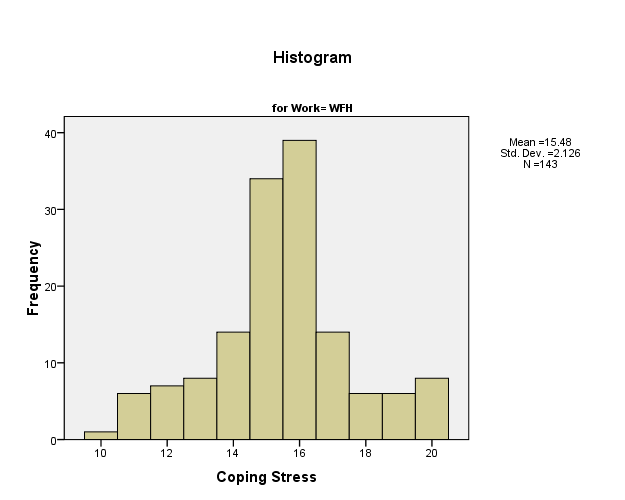 Histogram
for Work= WFH
Mean =15.48
Std. Dev. =2.126
N =143
40
30
20
10
0
Frequency
10 12 14 16 18 20
Coping Stress